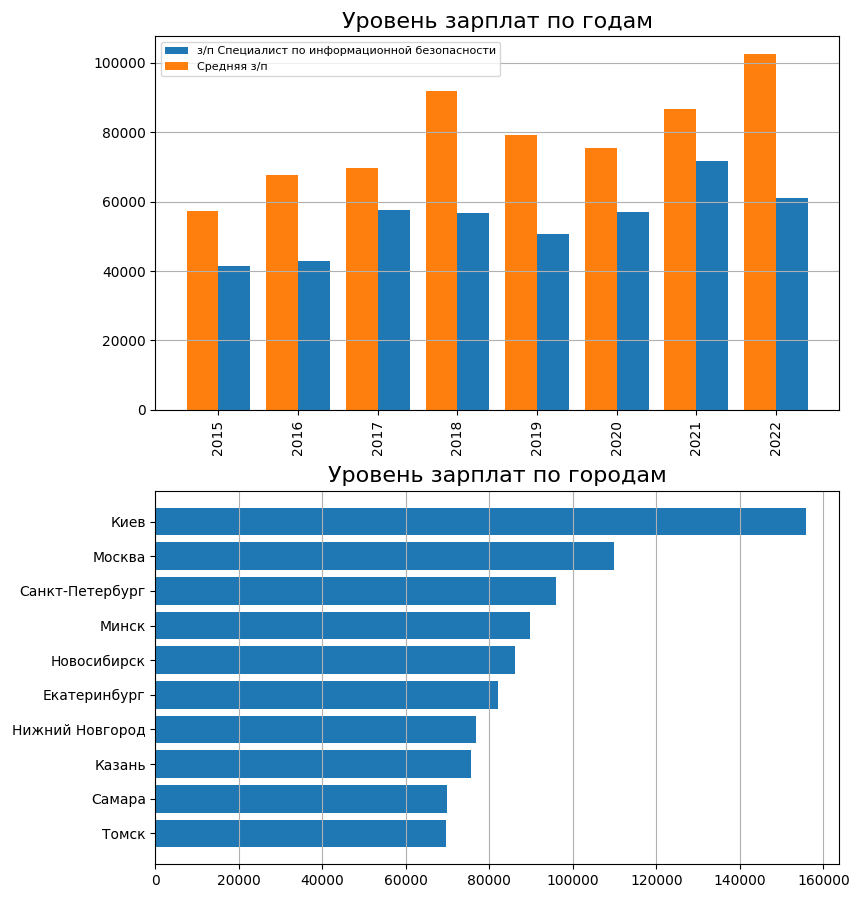 Уровень зарплат по годам
з/п Специалист по информационной безопасности
Средняя з/п
100000
80000
60000
40000
20000
0
2015 2016 2017 2018 2019 2020 2021 2022
Уровень зарплат по городам
Киев
Москва
Санкт-Петербург
Минск
Новосибирск
Екатеринбург
Нижний Новгород
Казань
Самара
Томск
0 20000 40000 60000 80000 100000 120000 140000 160000